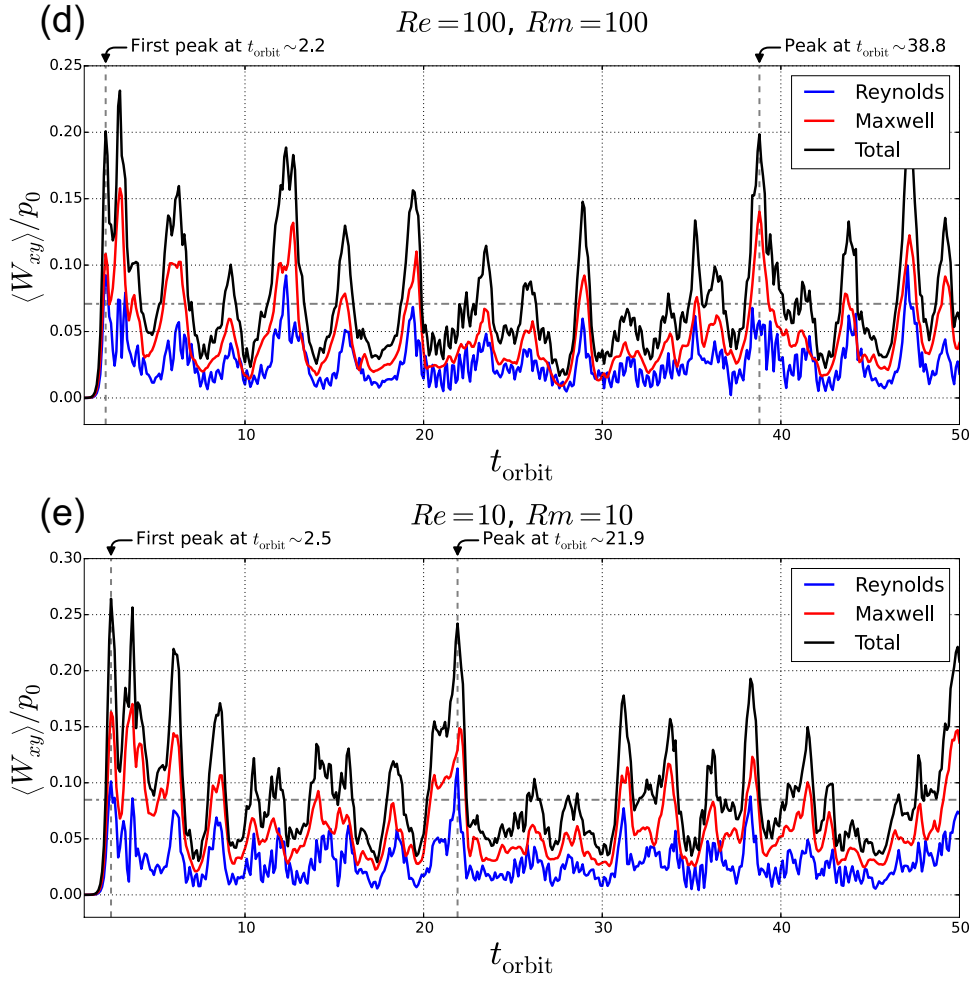 (d)
Re=100, Rm=100
First peak at t_orbit~2.2
Peak at t_orbit~38.8
0.25
0.20
0.15
0.10
0.05
0.00
⟨W_xy⟩/p_0
Reynolds
Maxwell
Total
10 20 30 40 50
t_orbit
(e)
Re=10, Rm=10
First peak at t_orbit~2.5
Peak at t_orbit~21.9
0.30
0.25
0.20
0.15
0.10
0.05
0.00
⟨W_xy⟩/p_0
Reynolds
Maxwell
Total
10 20 30 40 50
t_orbit